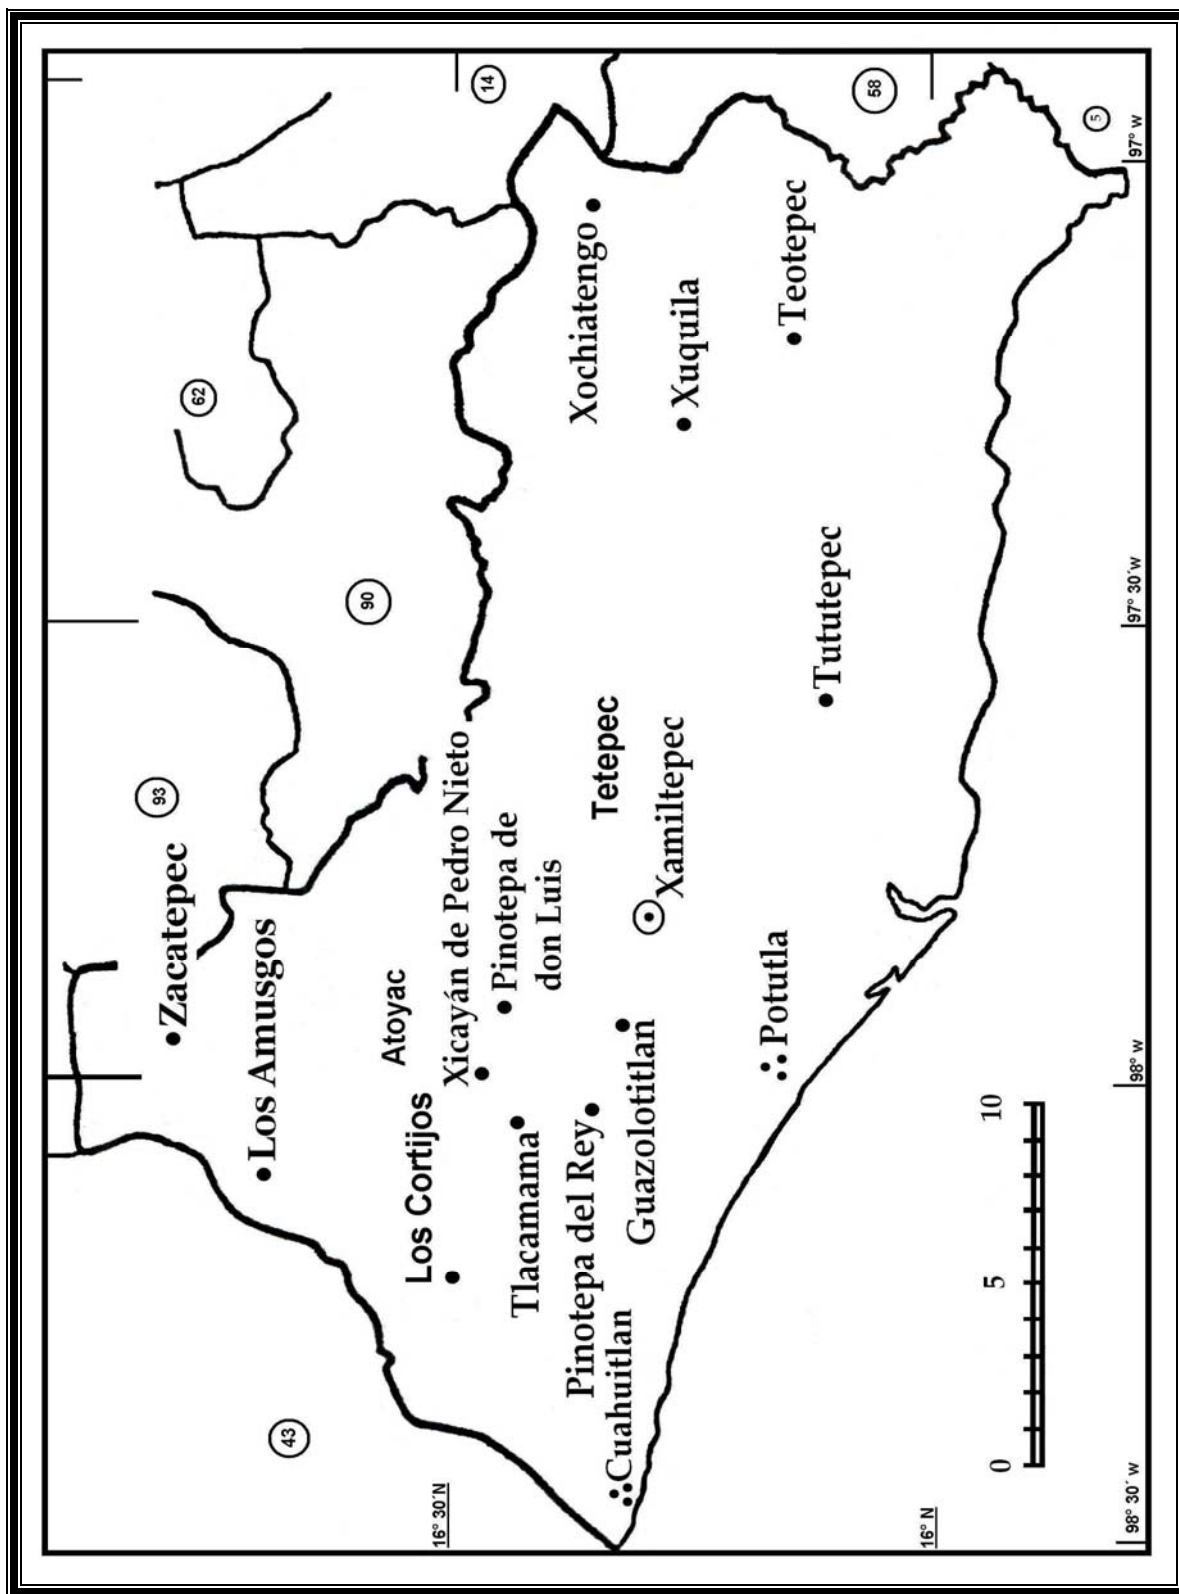 93
62
14
Zacatepec
Los Amusgos
90
43
Atoyac
16° 30´N
Los Cortijos
Xicayán de Pedro Nieto
Pinotepa de
don Luis
Tlacamama
Xochiatengo
Pinotepa del Rey
Tetepec
Cuahuitlan
Guazolotitlan
Xamiltepec
Xuquila
Potutla
Teotepec
Tututepec
58
16° N
0
5
10
5
98° 30´ W
98° W
97° 30´W
97° W